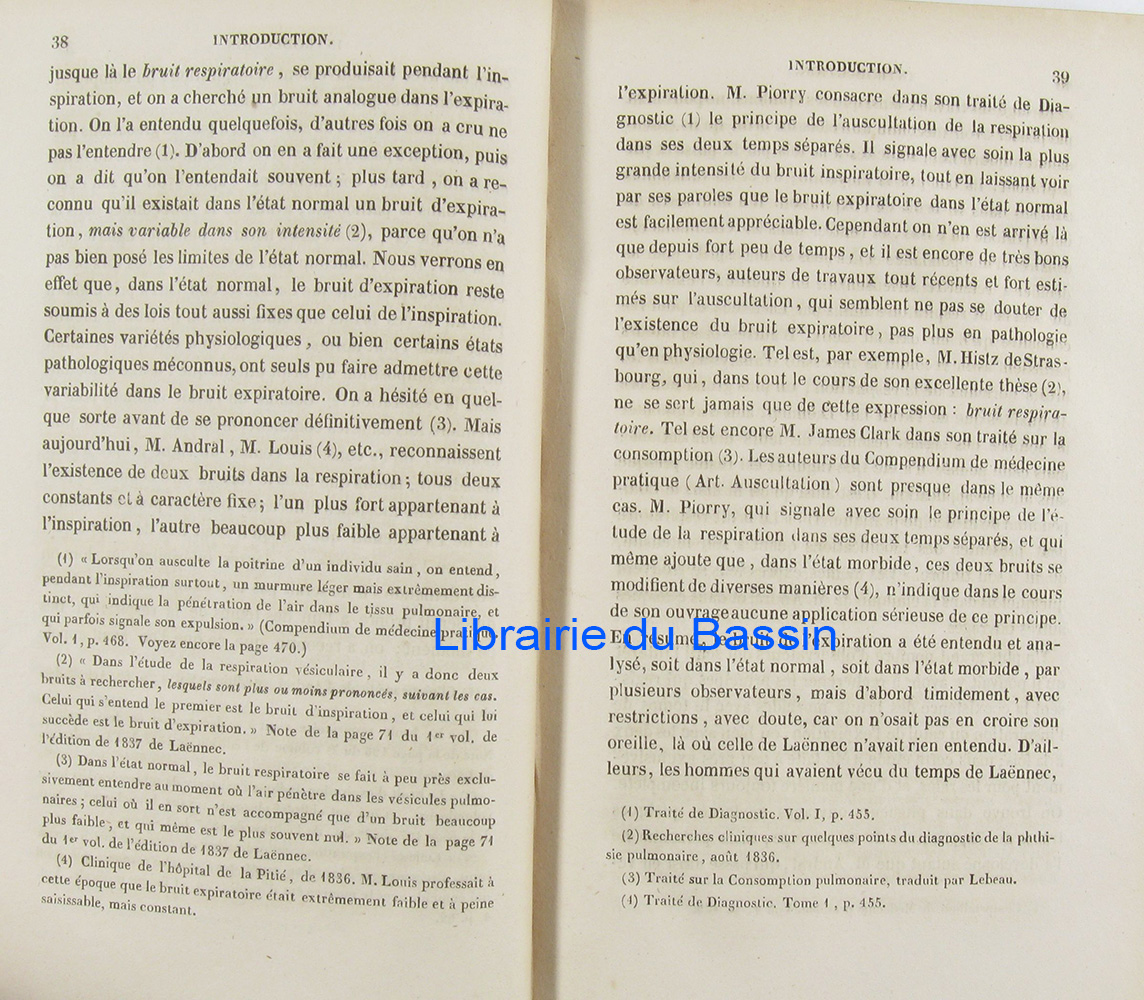 38
INTRODUCTION.
jusque là le bruit respiratoire, se produisait pendant l'in-
spiration, et on a cherché un bruit analogue dans l'expira-
tion. On l'a entendu quelquefois, d'autres fois on a cru ne
pas l'entendre (1). D'abord on en a fait une exception, puis
on a dit qu'on l'entendait souvent; plus tard, on a re-
connu qu'il existait dans l'état normal un bruit d'expira-
tion, mais variable dans son intensité (2), parce qu'on n'a
pas bien posé les limites de l'état normal. Nous verrons en
effet que, dans l'état normal, le bruit d'expiration reste
soumis à des lois tout aussi fixes que celui de l'inspiration.
Certaines variétés physiologiques, ou bien certains états
pathologiques méconnus, ont seuls pu faire admettre cette
variabilité dans le bruit expiratoire. On a hésité en quel-
que sorte avant de se prononcer définitivement (3). Mais
aujourd'hui, M. Andral, M. Louis (4), etc., reconnaissent
l'existence de deux bruits dans la respiration; tous deux
constants et à caractère fixe; l'un plus fort appartenant à
l'inspiration, l'autre beaucoup plus faible appartenant à
(1) « Lorsqu'on ausculte la poitrine d'un individu sain, on entend,
pendant l'inspiration surtout, un murmure léger mais extrêmement dis-
tinct, qui indique la pénétration de l'air dans le tissu pulmonaire, et
qui parfois signale son expulsion. » (Compendium de médecine pratique.
Vol. 1, p. 468. Voyez encore la page 470.)
(2) « Dans l'étude de la respiration vésiculaire, il y a donc deux
bruits à rechercher, lesquels sont plus ou moins prononcés, suivant les cas.
Celui qui s'entend le premier est le bruit d'inspiration, et celui qui lui
succède est le bruit d'expiration. » Note de la page 71 du 1er vol. de
l'édition de 1837 de Laënnec.
(3) Dans l'état normal, le bruit respiratoire se fait à peu près exclu-
sivement entendre au moment où l'air pénètre dans les vésicules pulmo-
naires; celui où il en sort n'est accompagné que d'un bruit beaucoup
plus faible, et qui même est le plus souvent nul. » Note de la page 71
du 1er vol. de l'édition de 1837 de Laënnec.
(4) Clinique de l'hôpital de la Pitié, de 1836. M. Louis professait à
cette époque que le bruit expiratoire était extrêmement faible et à peine
saisissable, mais constant.
INTRODUCTION.
39
l'expiration. M. Piorry consacre dans son traité de Dia-
gnostic (1) le principe de l'auscultation de la respiration
dans ses deux temps séparés. Il signale avec soin la plus
grande intensité du bruit inspiratoire, tout en laissant voir
par ses paroles que le bruit expiratoire dans l'état normal
est facilement appréciable. Cependant on n'en est arrivé là
que depuis fort peu de temps, et il est encore de très bons
observateurs, auteurs de travaux tout récents et fort esti-
més sur l'auscultation, qui semblent ne pas se douter de
l'existence du bruit expiratoire, pas plus en pathologie
qu'en physiologie. Tel est, par exemple, M. Histz de Stras-
bourg, qui, dans tout le cours de son excellente thèse (2),
ne se sert jamais que de cette expression : bruit respira-
toire. Tel est encore M. James Clark dans son traité sur la
consomption (3). Les auteurs du Compendium de médecine
pratique (Art. Auscultation) sont presque dans le même
cas. M. Piorry, qui signale avec soin le principe de l'é-
tude de la respiration dans ses deux temps séparés, et qui
même ajoute que, dans l'état morbide, ces deux bruits se
modifient de diverses manières (4), n'indique dans le cours
de son ouvrage aucune application sérieuse de ce principe.
En résumé, le bruit de l'expiration a été entendu et ana-
lysé, soit dans l'état normal, soit dans l'état morbide, par
plusieurs observateurs, mais d'abord timidement, avec
restrictions, avec doute, car on n'osait pas en croire son
oreille, là où celle de Laënnec n'avait rien entendu. D'ail-
leurs, les hommes qui avaient vécu du temps de Laënnec,
(1) Traité de Diagnostic. Vol. I, p. 455.
(2) Recherches cliniques sur quelques points du diagnostic de la phthi-
sie pulmonaire, août 1836.
(3) Traité sur la Consomption pulmonaire, traduit par Lebeau.
(4) Traité de Diagnostic. Tome 1, p. 455.
Librairie du Bassin